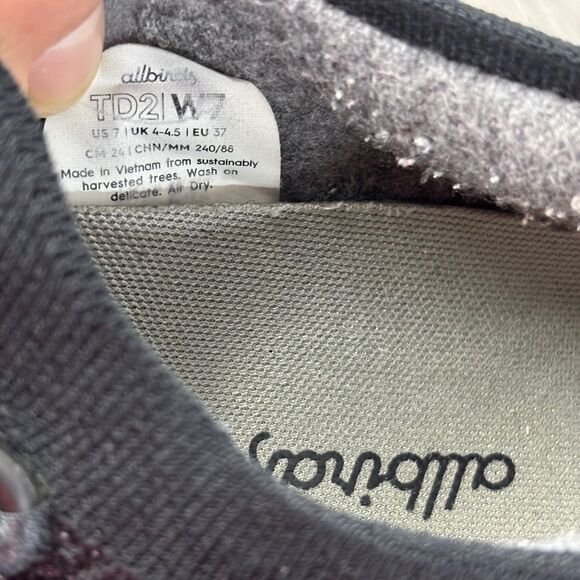 allbirds
TD2 | W7
US 7 | UK 4-4.5 | EU 37
CM 24 | CHN/MM 240/88
Made in Vietnam from sustainably
harvested trees. Wash on
delicate. Air Dry.
allbirds